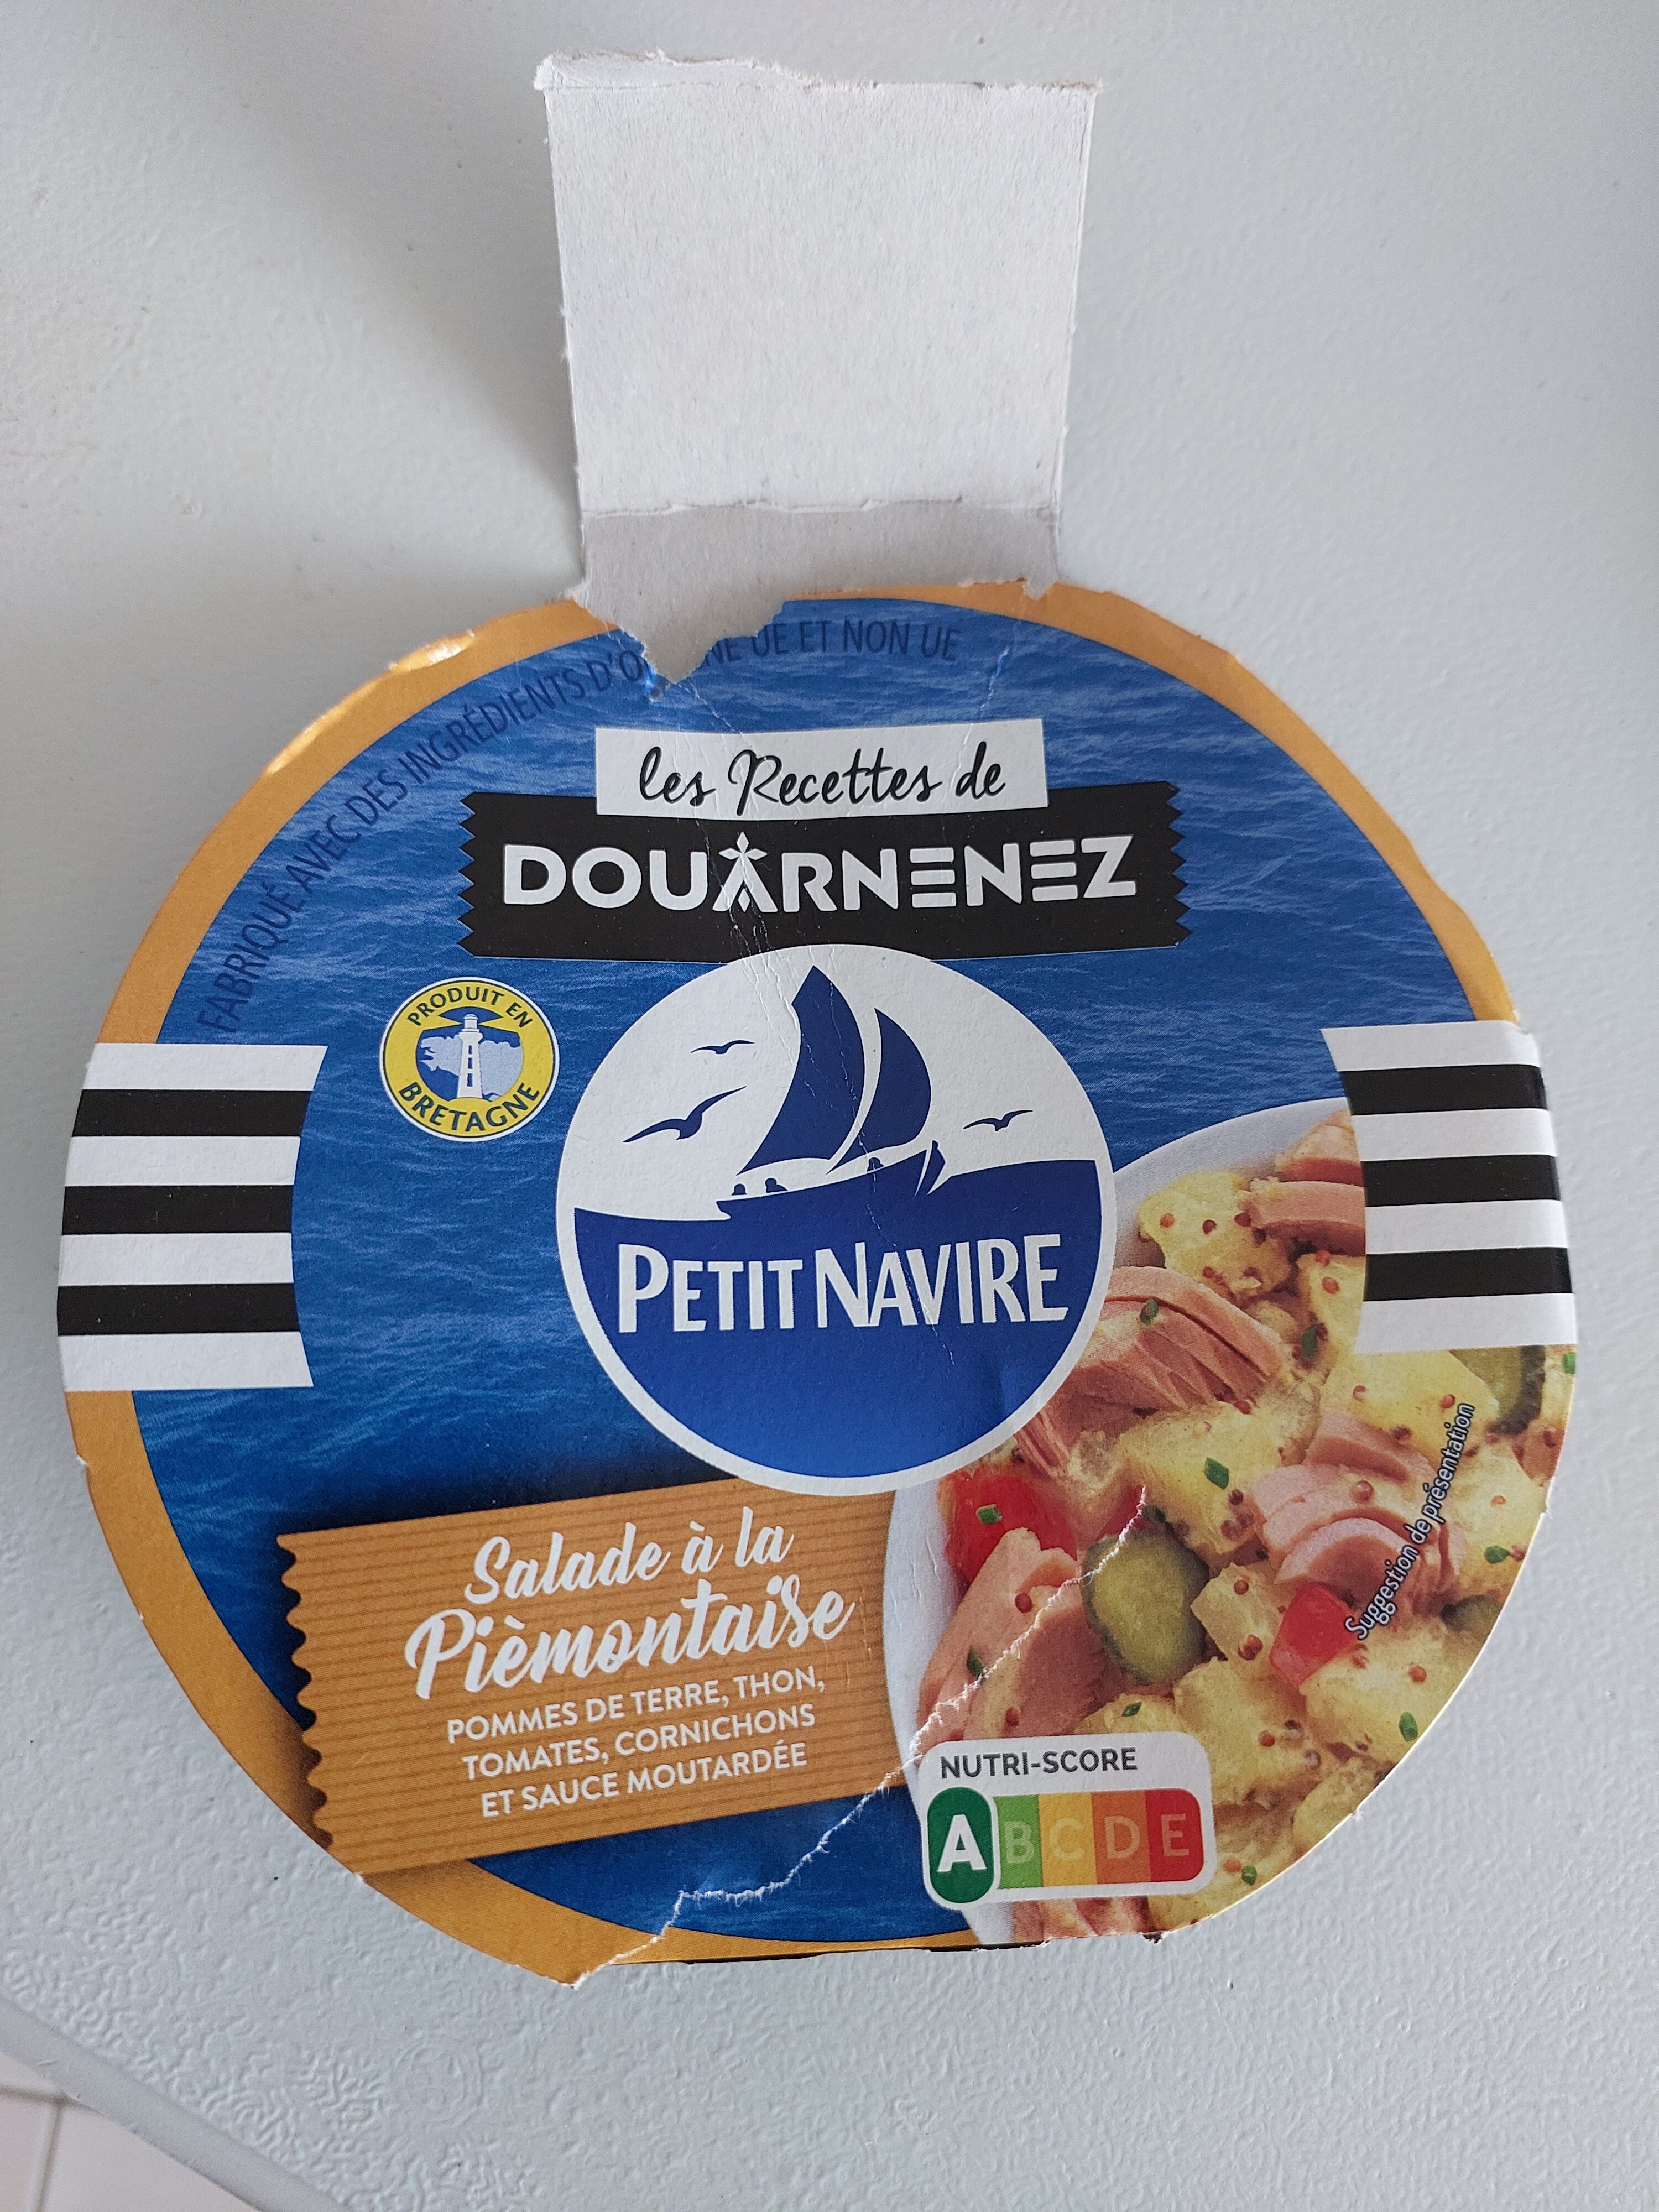 FABRIQUÉ AVEC DES INGRÉDIENTS D'O NE UE ET NON UE
les Recettes de
DOUARNENEZ
PRODUIT EN
BRETAGNE
PETIT NAVIRE
Salade à la
Pièmontaise
POMMES DE TERRE, THON,
TOMATES, CORNICHONS
ET SAUCE MOUTARDÉE
Suggestion de présentation
NUTRI-SCORE
A B C D E